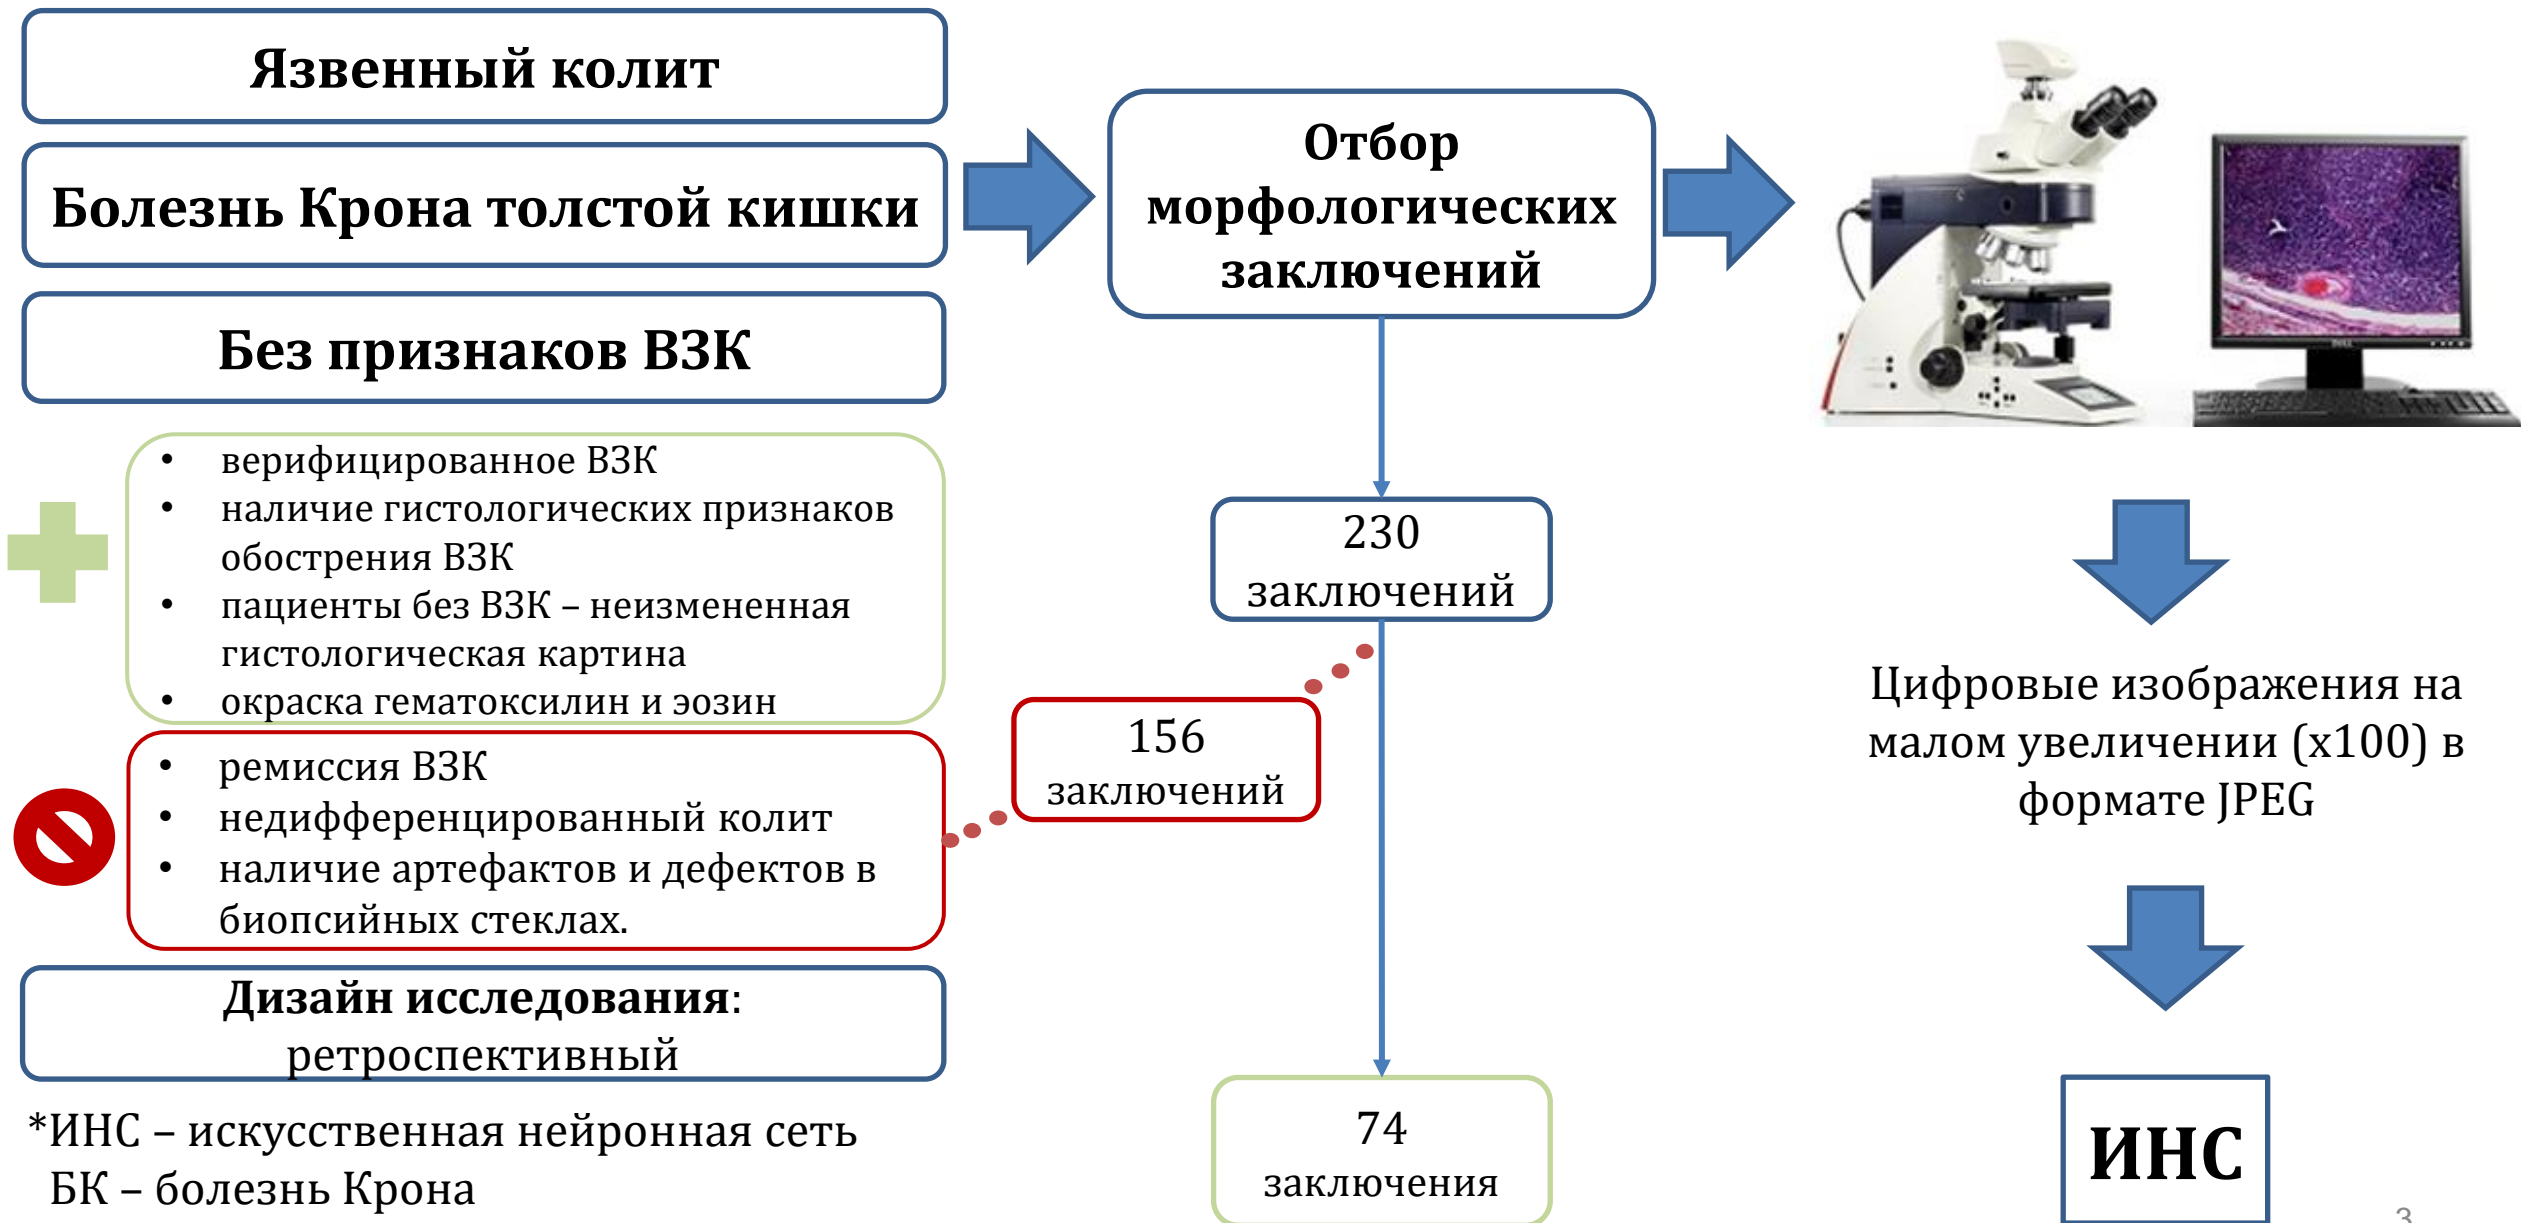 Язвенный колит
Болезнь Крона толстой кишки
Без признаков ВЗК
• верифицированное ВЗК
• наличие гистологических признаков
обострения ВЗК
• пациенты без ВЗК – неизмененная
гистологическая картина
• окраска гематоксилин и эозин
• ремиссия ВЗК
• недифференцированный колит
• наличие артефактов и дефектов в
биопсийных стеклах.
Дизайн исследования:
ретроспективный
*ИНС – искусственная нейронная сеть
БК – болезнь Крона
Отбор
морфологических
заключений
230
заключений
156
заключений
74
заключения
Цифровые изображения на
малом увеличении (x100) в
формате JPEG
ИНС
3